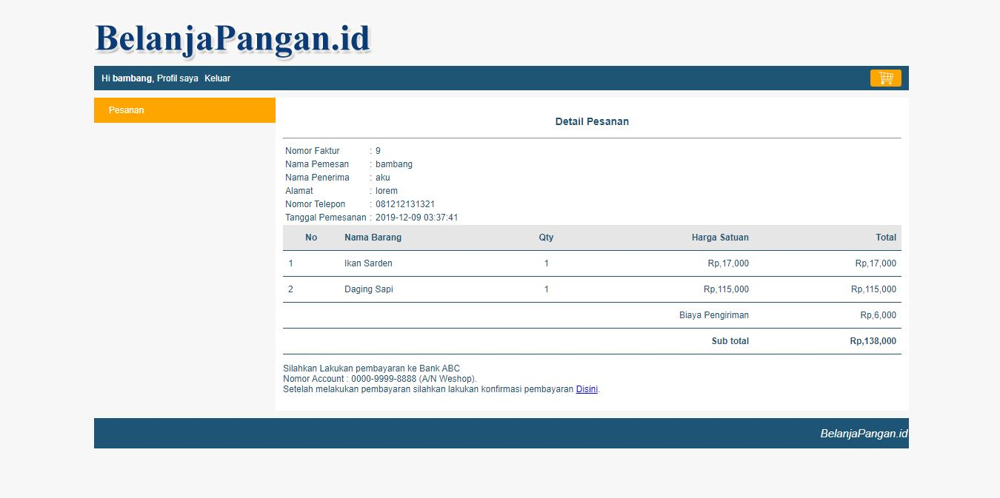 BelanjaPangan.id
Hi bambang, Profil saya Keluar
Pesanan
Detail Pesanan
Nomor Faktur : 9
Nama Pemesan : bambang
Nama Penerima : aku
Alamat : lorem
Nomor Telepon : 081212131321
Tanggal Pemesanan : 2019-12-09 03:37:41
No Nama Barang Qty Harga Satuan Total
1 Ikan Sarden 1 Rp,17,000 Rp,17,000
2 Daging Sapi 1 Rp,115,000 Rp,115,000
Biaya Pengiriman Rp,6,000
Sub total Rp,138,000
Silahkan Lakukan pembayaran ke Bank ABC
Nomor Account : 0000-9999-8888 (A/N Weshop).
Setelah melakukan pembayaran silahkan lakukan konfirmasi pembayaran Disini.
BelanjaPangan.id